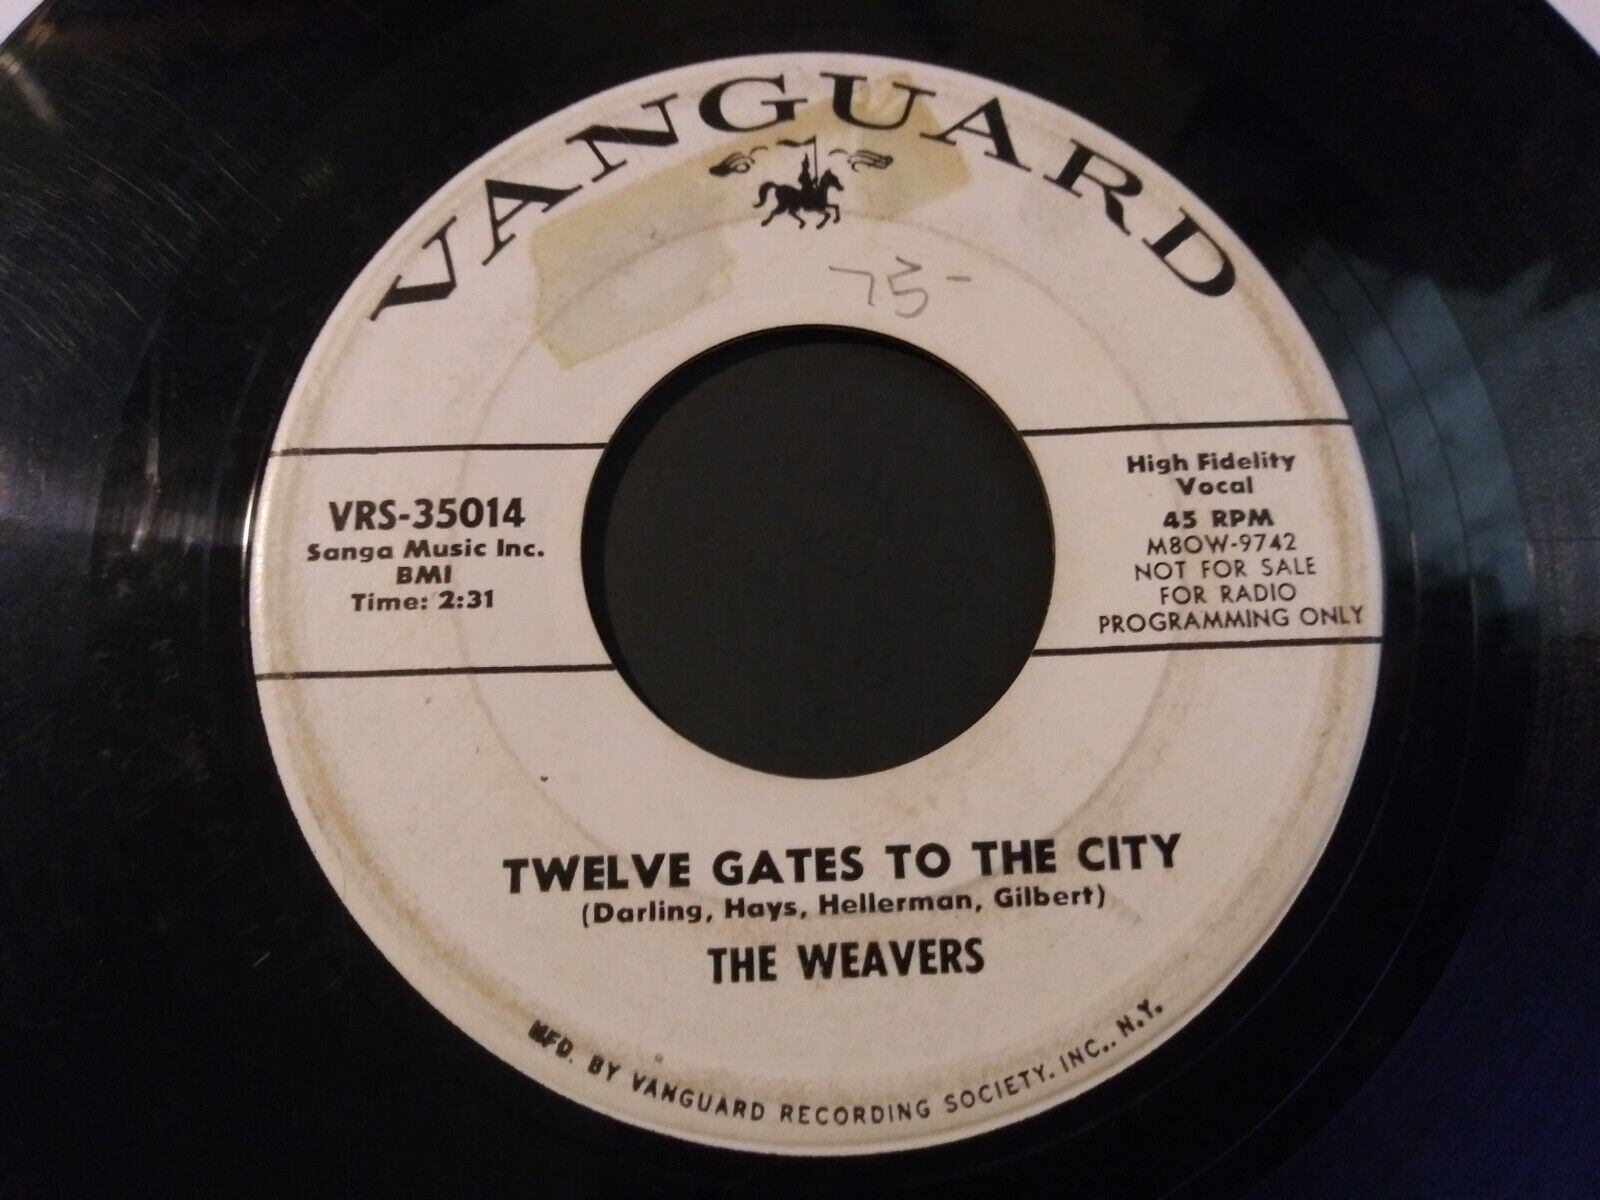 VANGUARD
75-
VRS-35014
Sanga Music Inc.
BMI
Time: 2:31
High Fidelity
Vocal
45 RPM
M8OW-9742
NOT FOR SALE
FOR RADIO
PROGRAMMING ONLY
TWELVE GATES TO THE CITY
(Darling, Hays, Hellerman, Gilbert)
THE WEAVERS
MFD. BY VANGUARD RECORDING SOCIETY, INC., N.Y.